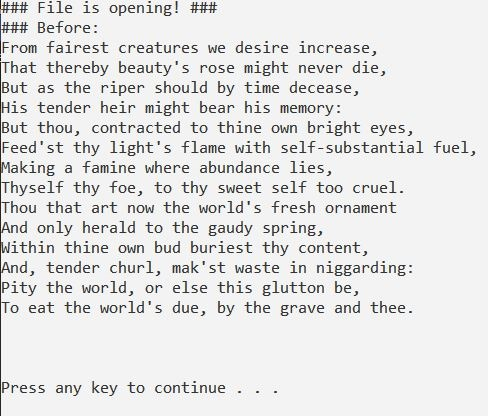 ### File is opening! ###
### Before:
From fairest creatures we desire increase,
That thereby beauty's rose might never die,
But as the riper should by time decease,
His tender heir might bear his memory:
But thou, contracted to thine own bright eyes,
Feed'st thy light's flame with self-substantial fuel,
Making a famine where abundance lies,
Thyself thy foe, to thy sweet self too cruel.
Thou that art now the world's fresh ornament
And only herald to the gaudy spring,
Within thine own bud buriest thy content,
And, tender churl, mak'st waste in niggarding:
Pity the world, or else this glutton be,
To eat the world's due, by the grave and thee.
Press any key to continue . . .